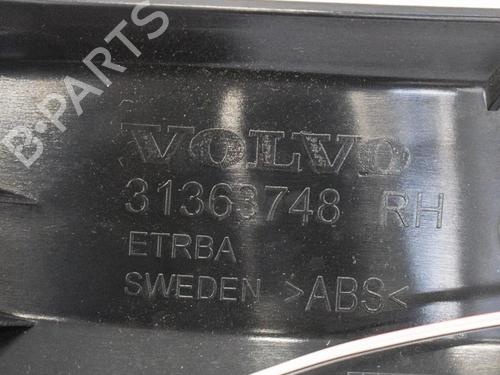 B-PARTS
VOLVO
31363748 RH
ETRBA
SWEDEN >ABS<